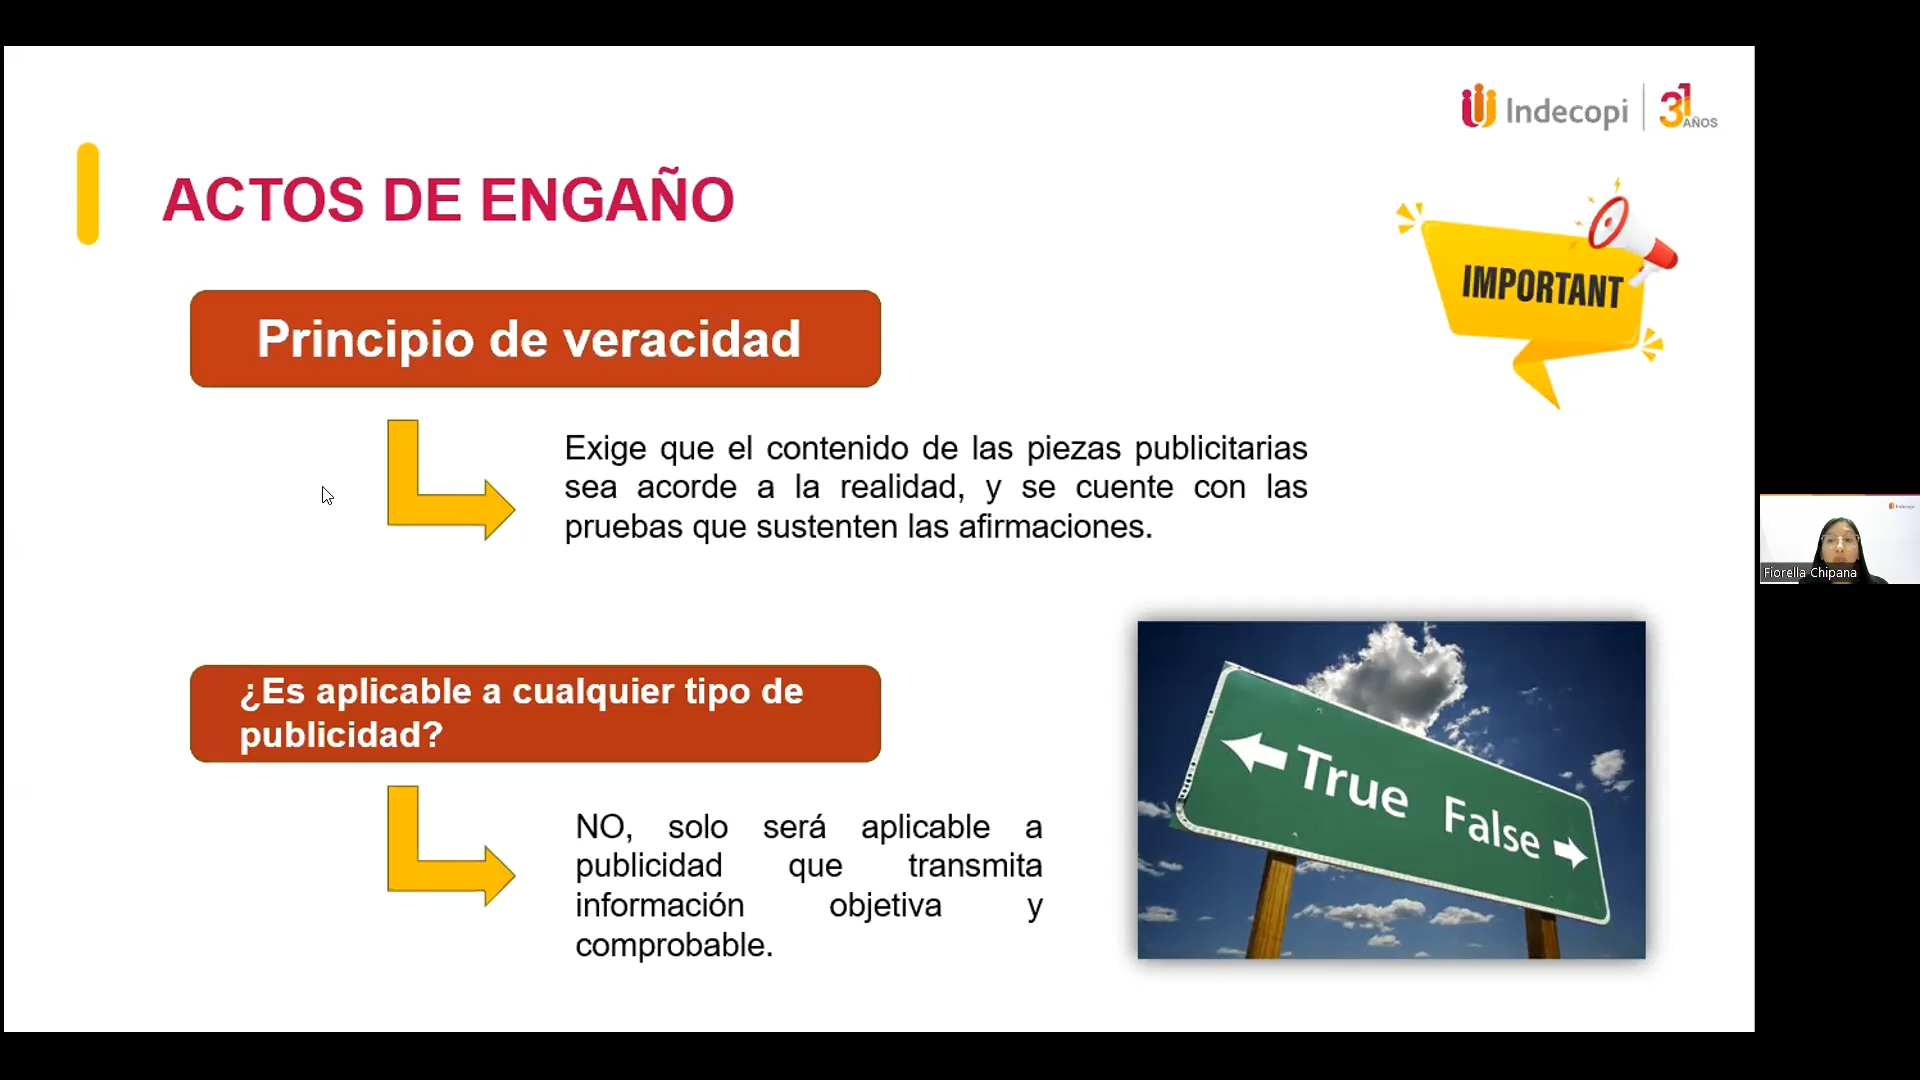 Indecopi
31
AÑOS
ACTOS DE ENGAÑO
IMPORTANT
Principio de veracidad
Exige que el contenido de las piezas publicitarias
sea acorde a la realidad, y se cuente con las
pruebas que sustenten las afirmaciones.
Indecopi
Fiorella Chipana
¿Es aplicable a cualquier tipo de
publicidad?
True False
NO, solo será aplicable a
publicidad que transmita
información objetiva y
comprobable.